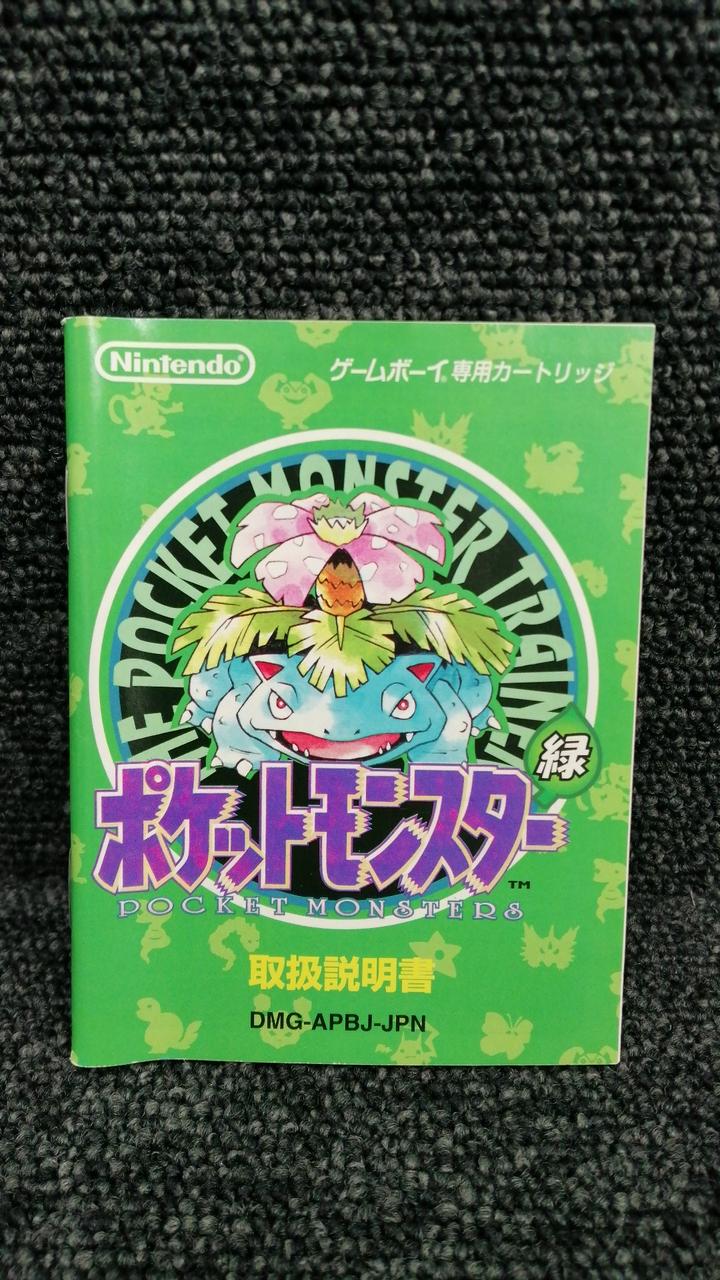 Nintendo®
ゲームボーイ®専用カートリッジ
THE POCKET MONSTER TRAINER
緑
ポケットモンスター™
POCKET MONSTERS
取扱説明書
DMG-APBJ-JPN